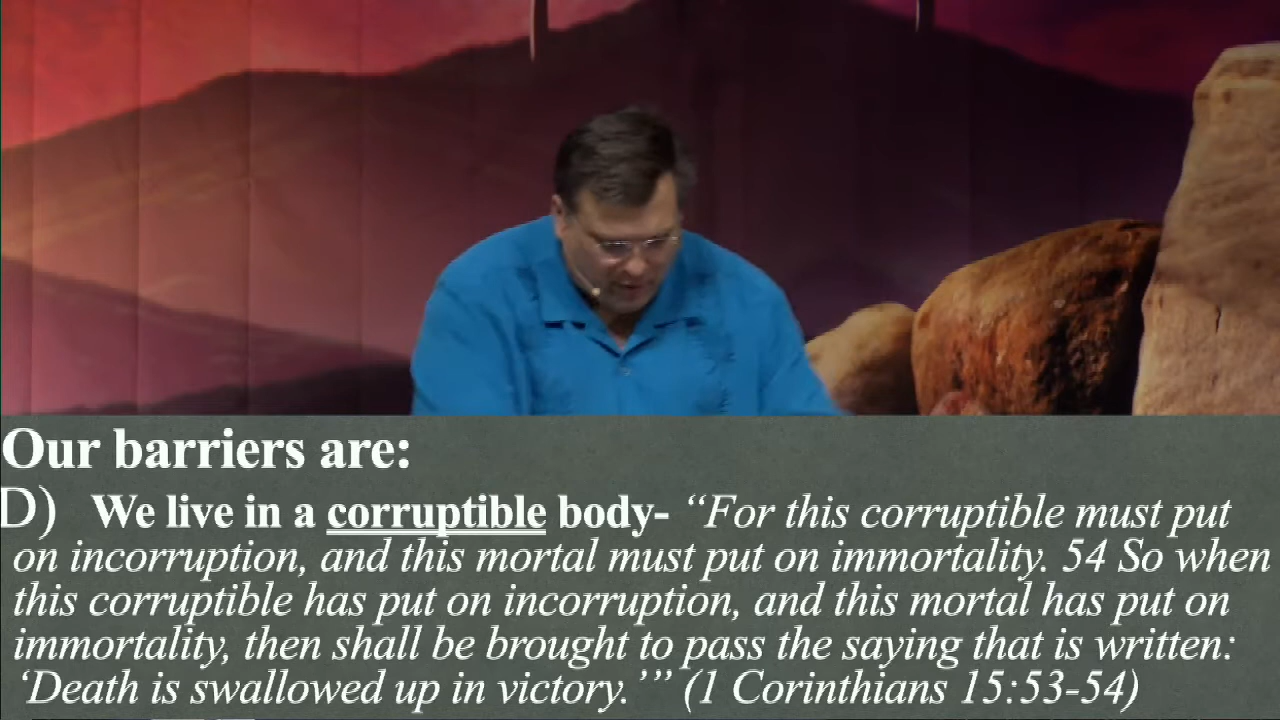 Our barriers are:
D) We live in a corruptible body- “For this corruptible must put
on incorruption, and this mortal must put on immortality. 54 So when
this corruptible has put on incorruption, and this mortal has put on
immortality, then shall be brought to pass the saying that is written:
‘Death is swallowed up in victory.’” (1 Corinthians 15:53-54)